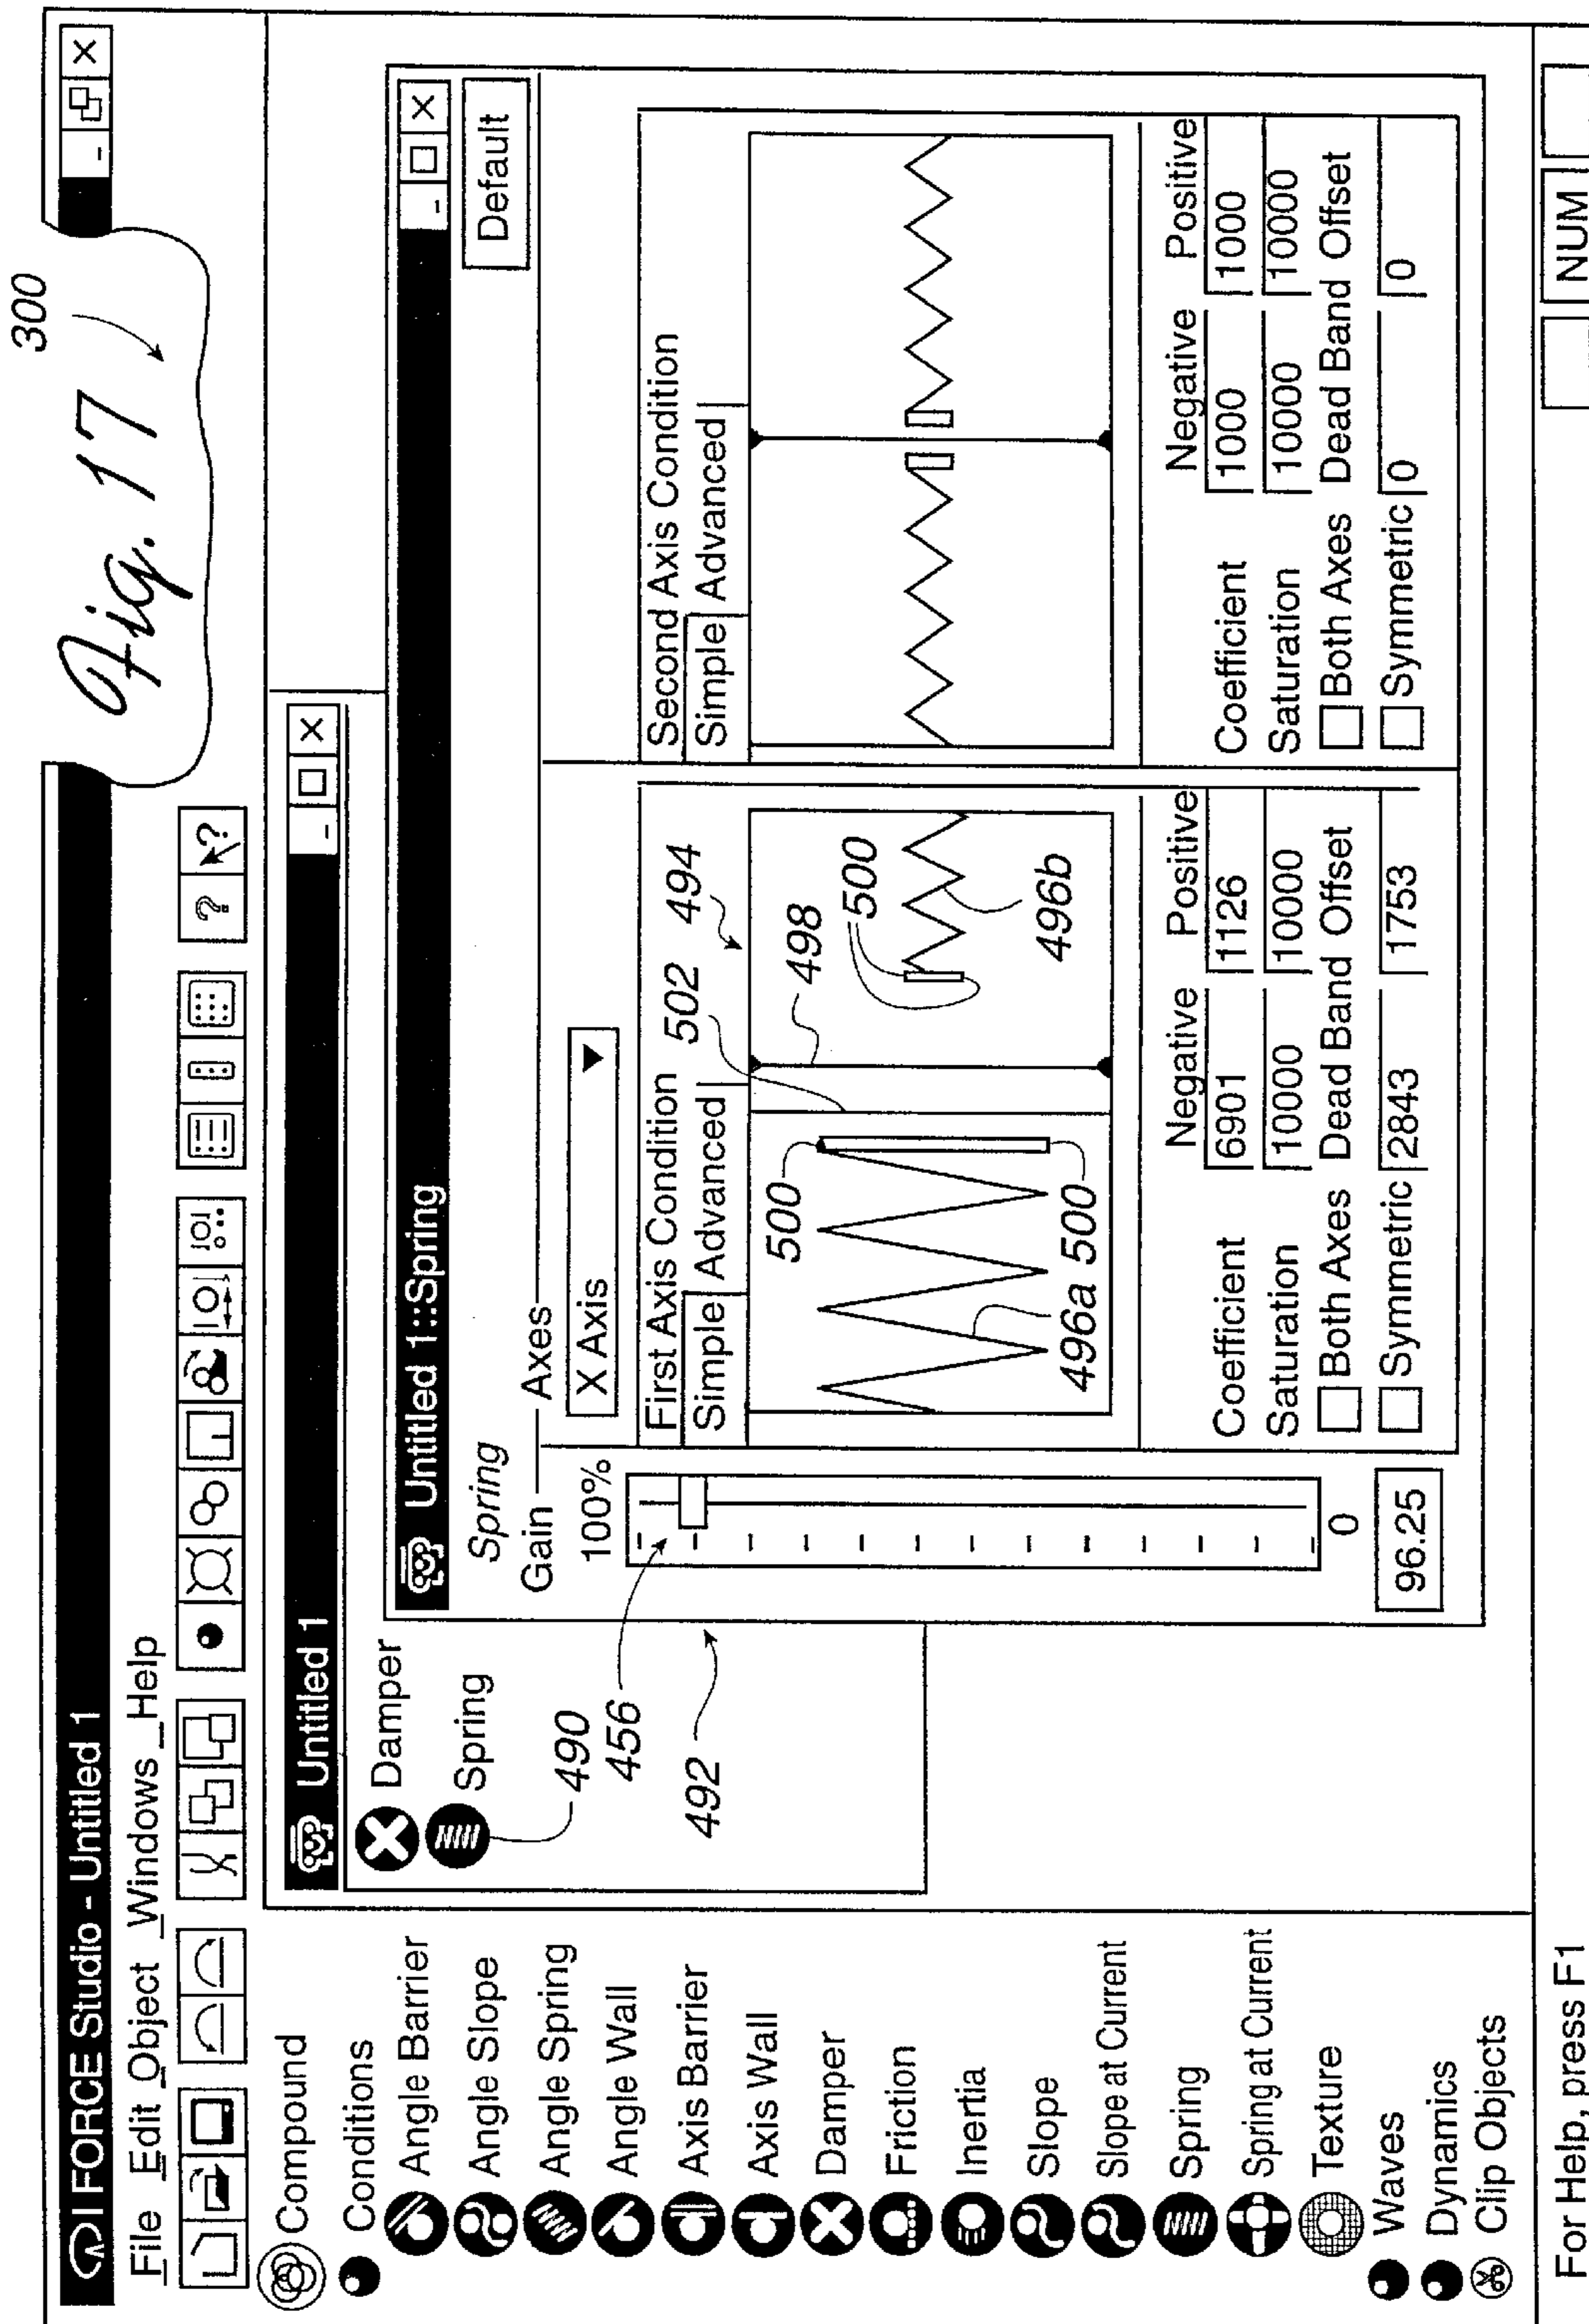 Fig. 17
300
I FORCE Studio - Untitled 1
File Edit Object Windows Help
Compound
Conditions
Angle Barrier
Angle Slope
Angle Spring
Angle Wall
Axis Barrier
Axis Wall
Damper
Friction
Inertia
Slope
Slope at Current
Spring
Spring at Current
Texture
Waves
Dynamics
Clip Objects
Untitled 1
Damper
Spring
490
456
492
Untitled 1::Spring
Spring
Default
Gain
100%
0
96.25
Axes
X Axis
First Axis Condition
Simple Advanced
502
494
498
500
500
500
496a
496b
Negative Positive
Coefficient 6901 1126
Saturation 10000 10000
Both Axes Dead Band Offset
Symmetric 2843 1753
Second Axis Condition
Simple Advanced
Negative Positive
Coefficient 1000 1000
Saturation 10000 10000
Both Axes Dead Band Offset
Symmetric 0 0
For Help, press F1
NUM